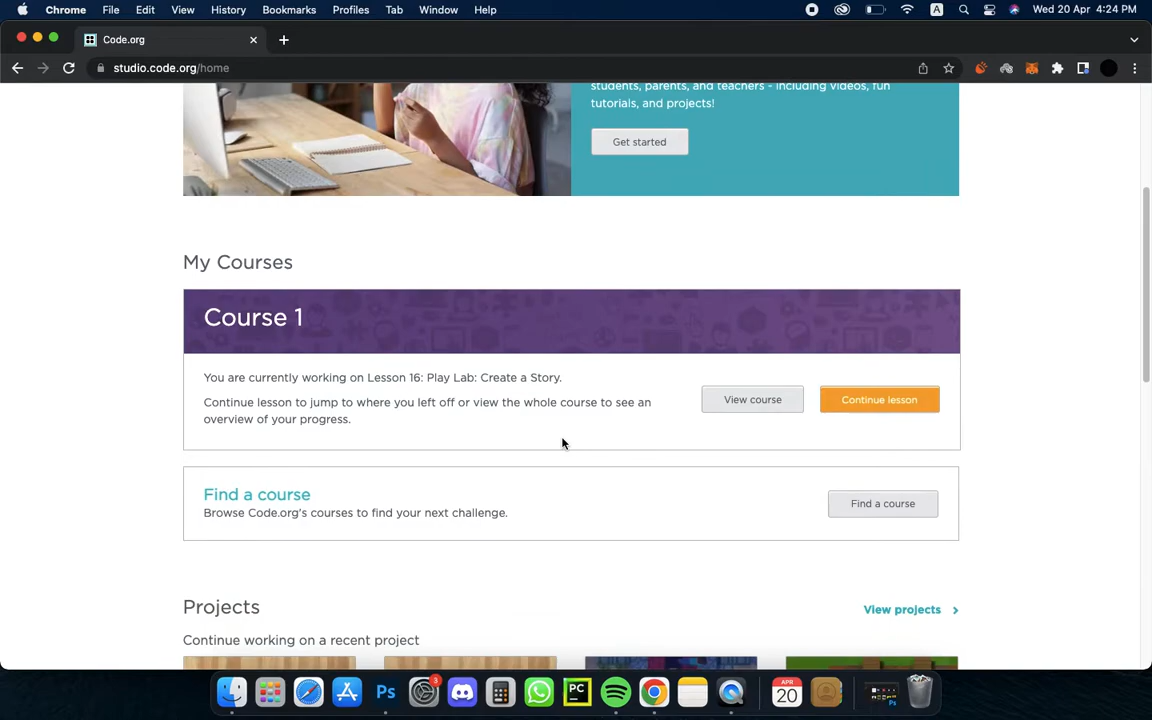 Chrome File Edit View History Bookmarks Profiles Tab Window Help A Wed 20 Apr 4:24 PM
Code.org
studio.code.org/home
students, parents, and teachers - including videos, fun
tutorials, and projects!
Get started
My Courses
Course 1
You are currently working on Lesson 16: Play Lab: Create a Story.
Continue lesson to jump to where you left off or view the whole course to see an
overview of your progress.
View course
Continue lesson
Find a course
Browse Code.org's courses to find your next challenge.
Find a course
Projects
View projects
Continue working on a recent project
Ps
3
PC
APR
20